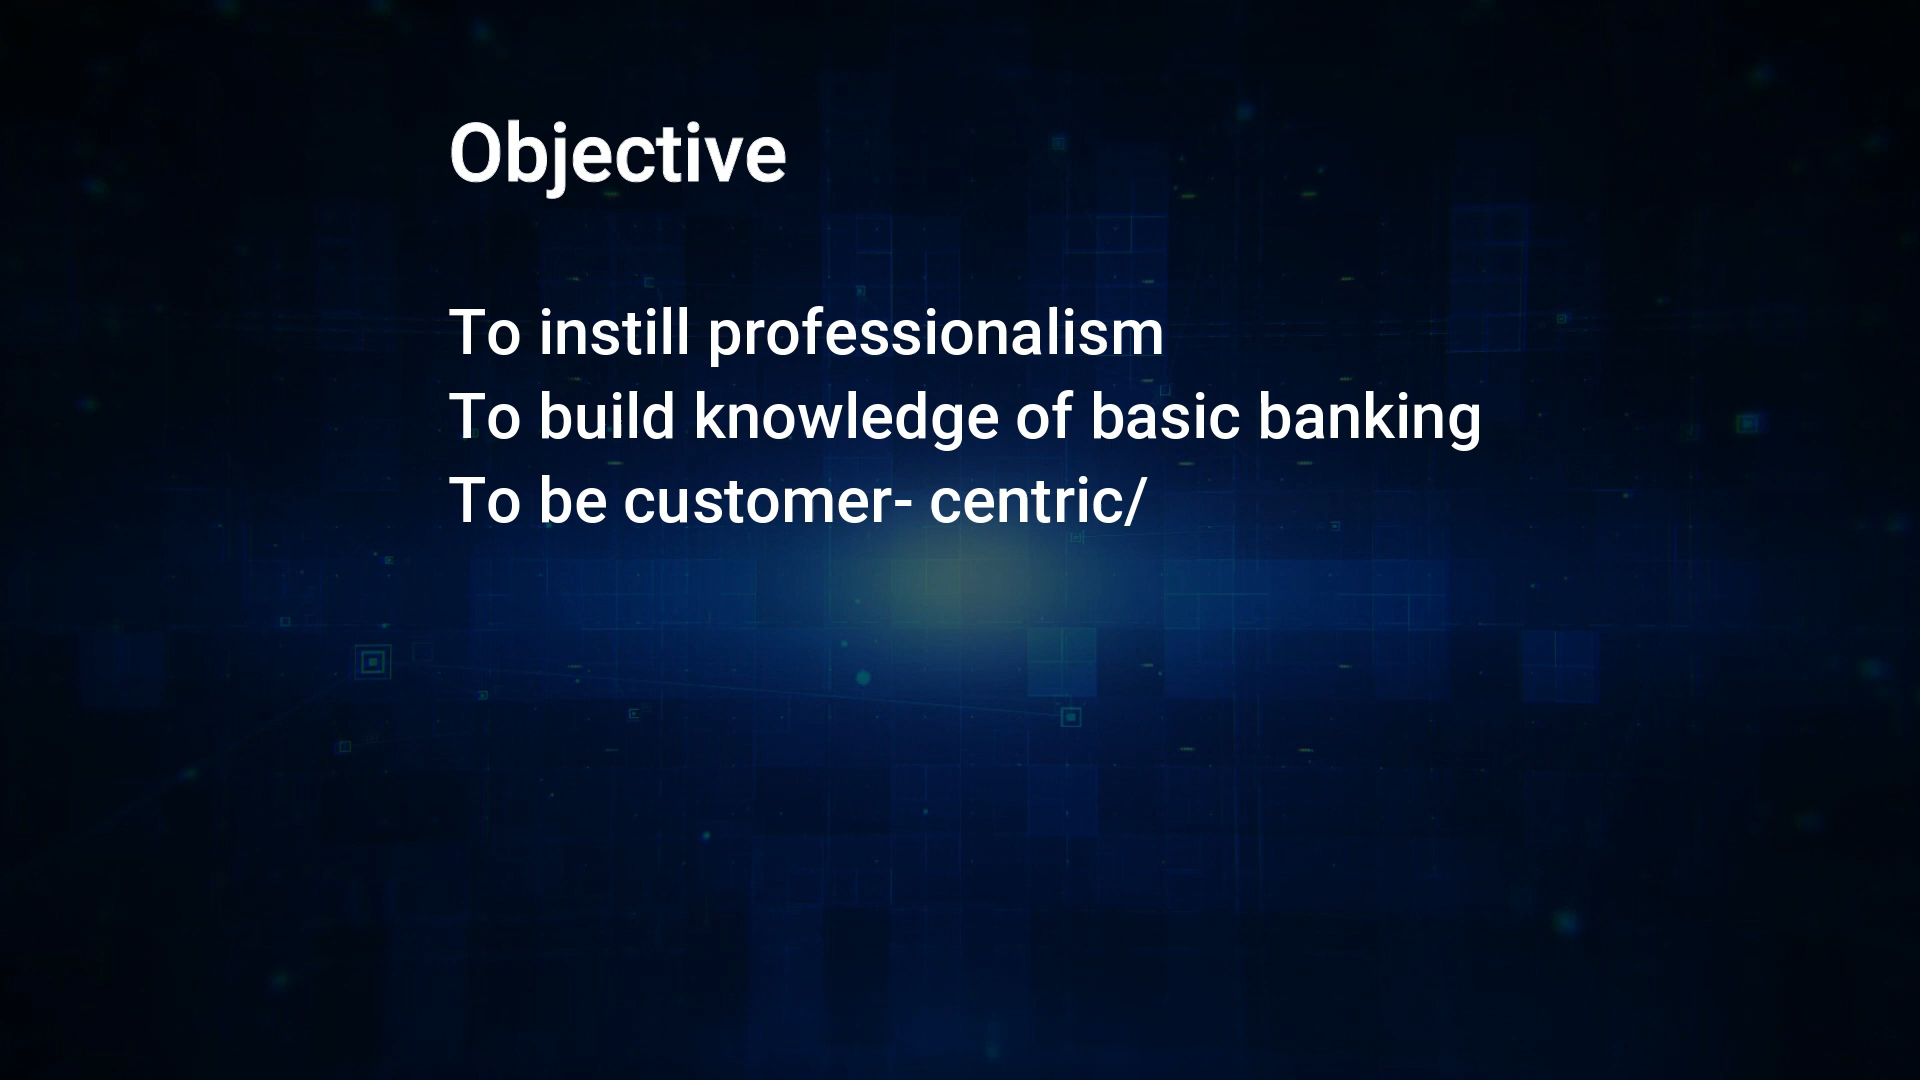 Objective
To instill professionalism
To build knowledge of basic banking
To be customer- centric/